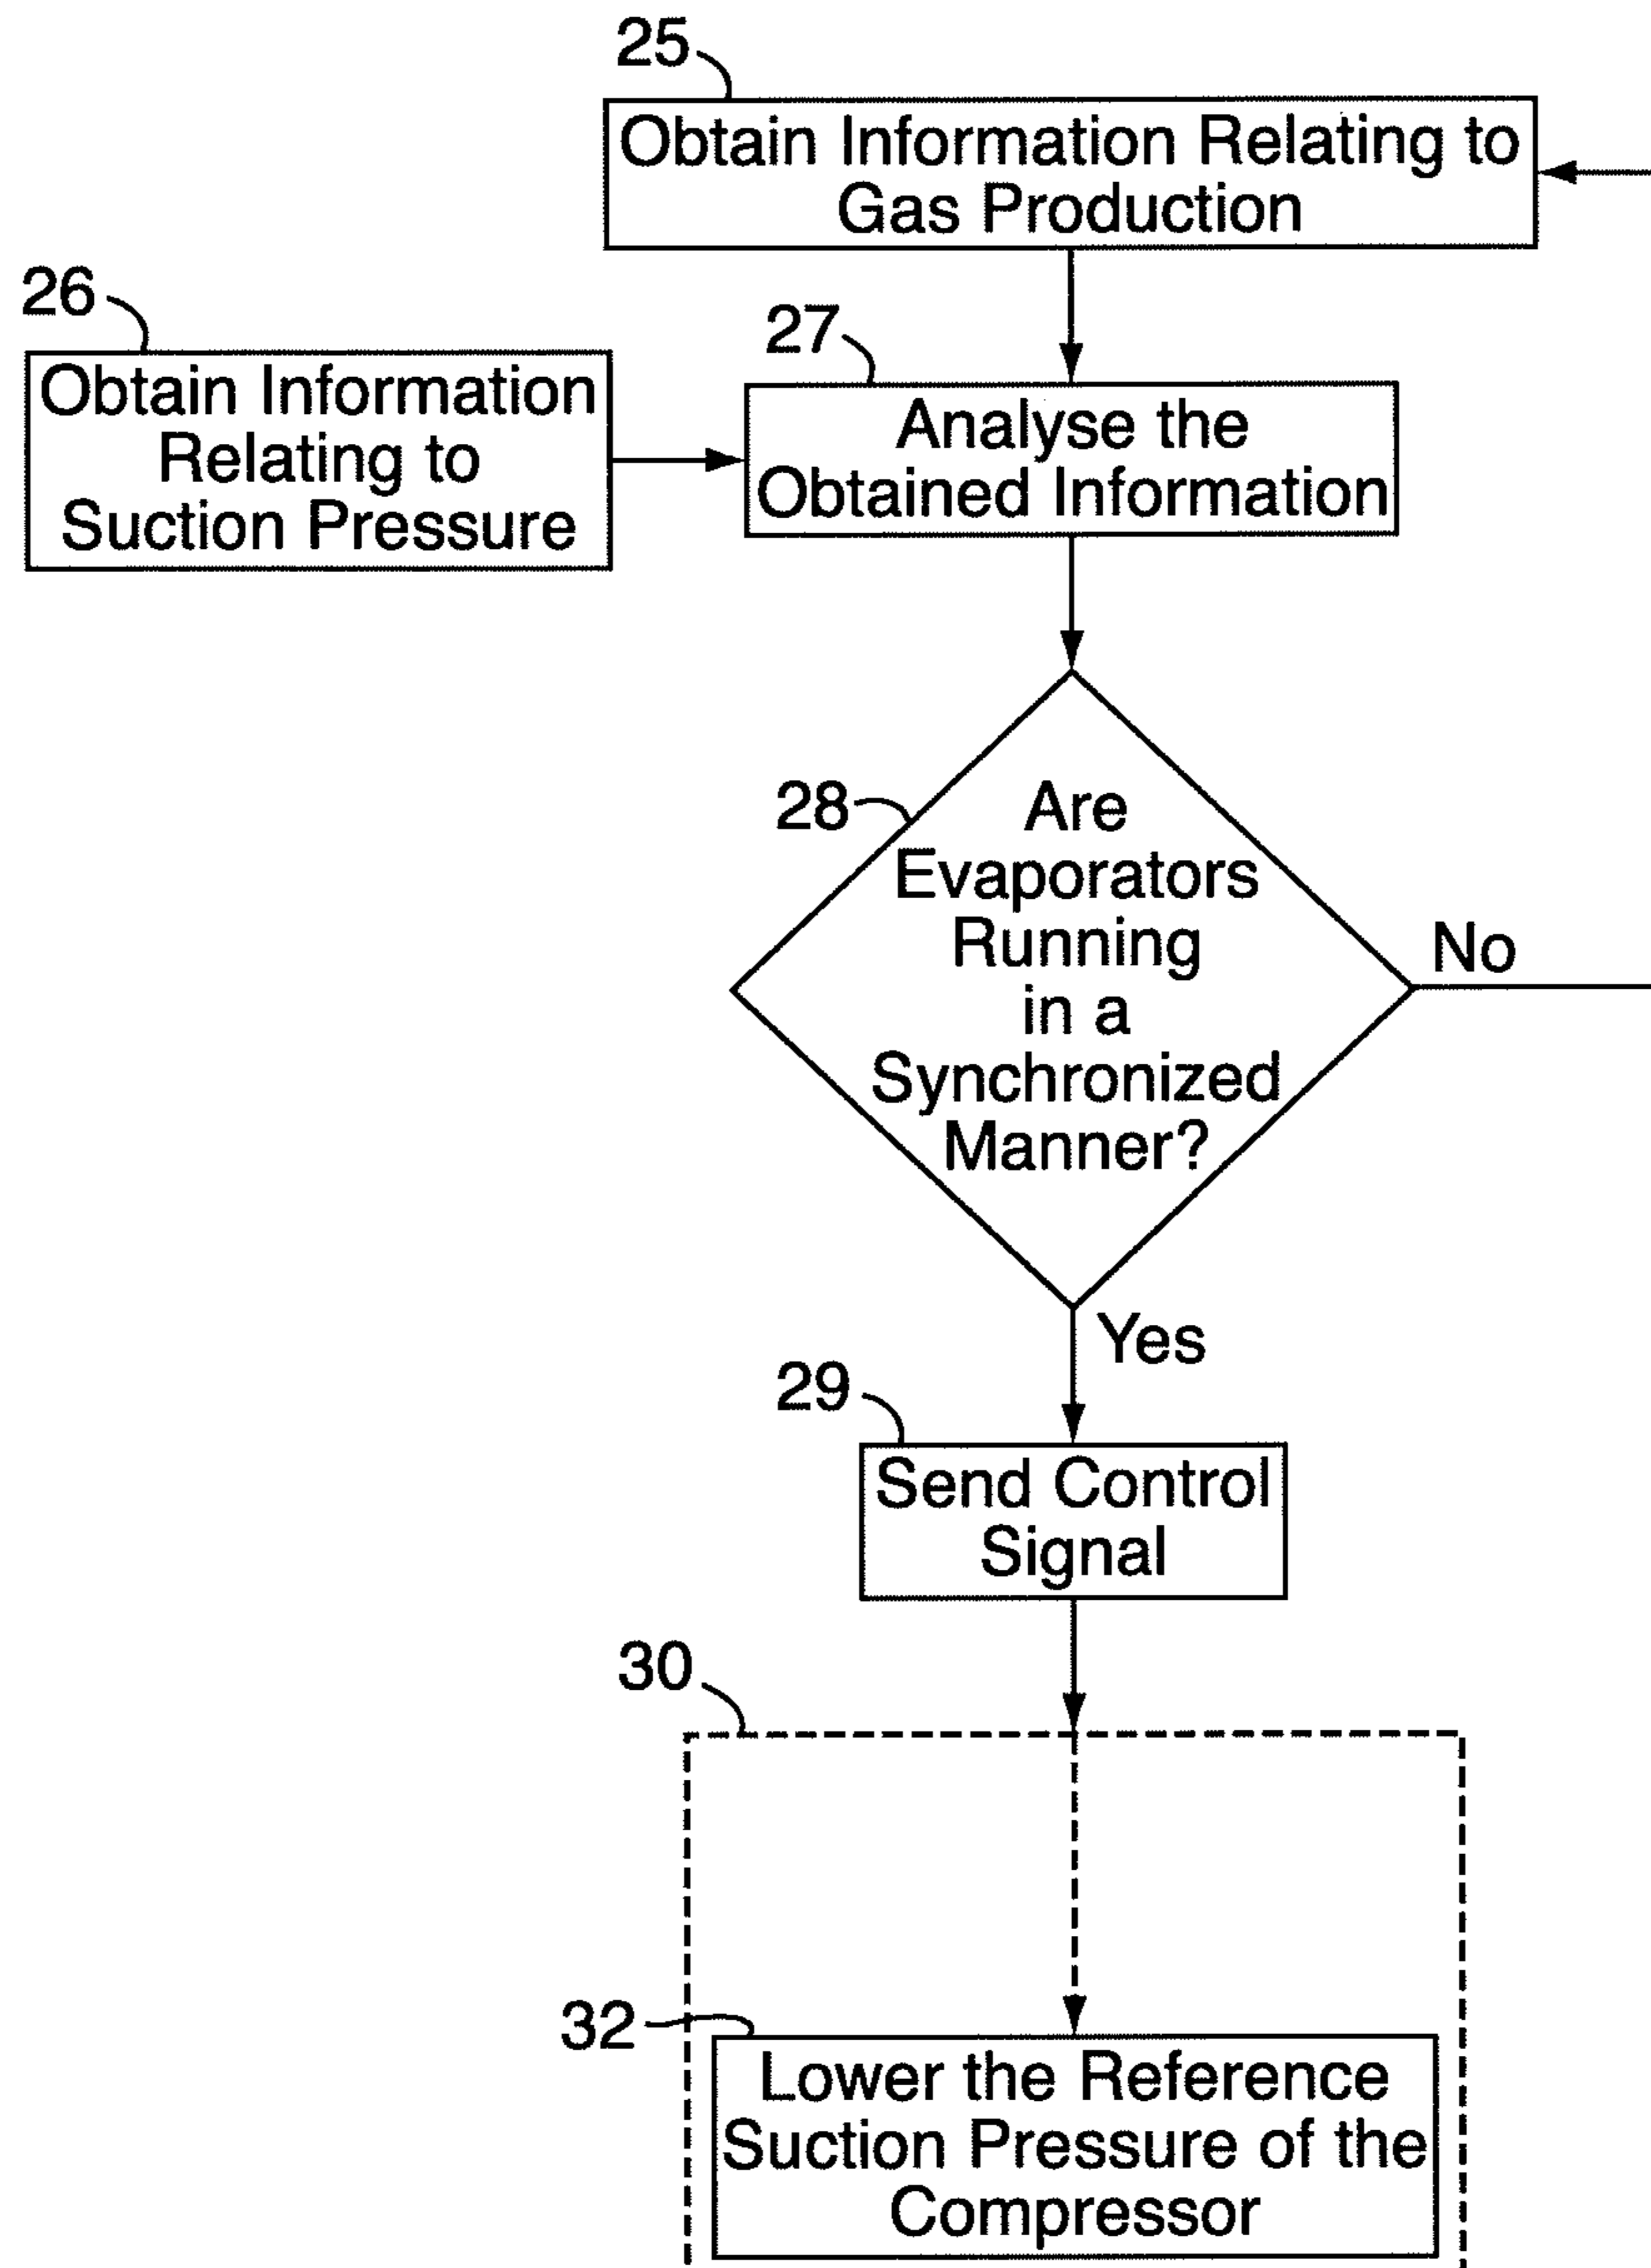 25
Obtain Information Relating to
Gas Production
26
Obtain Information
Relating to
Suction Pressure
27
Analyse the
Obtained Information
28
Are
Evaporators
Running
in a
Synchronized
Manner?
No
Yes
29
Send Control
Signal
30
32
Lower the Reference
Suction Pressure of the
Compressor